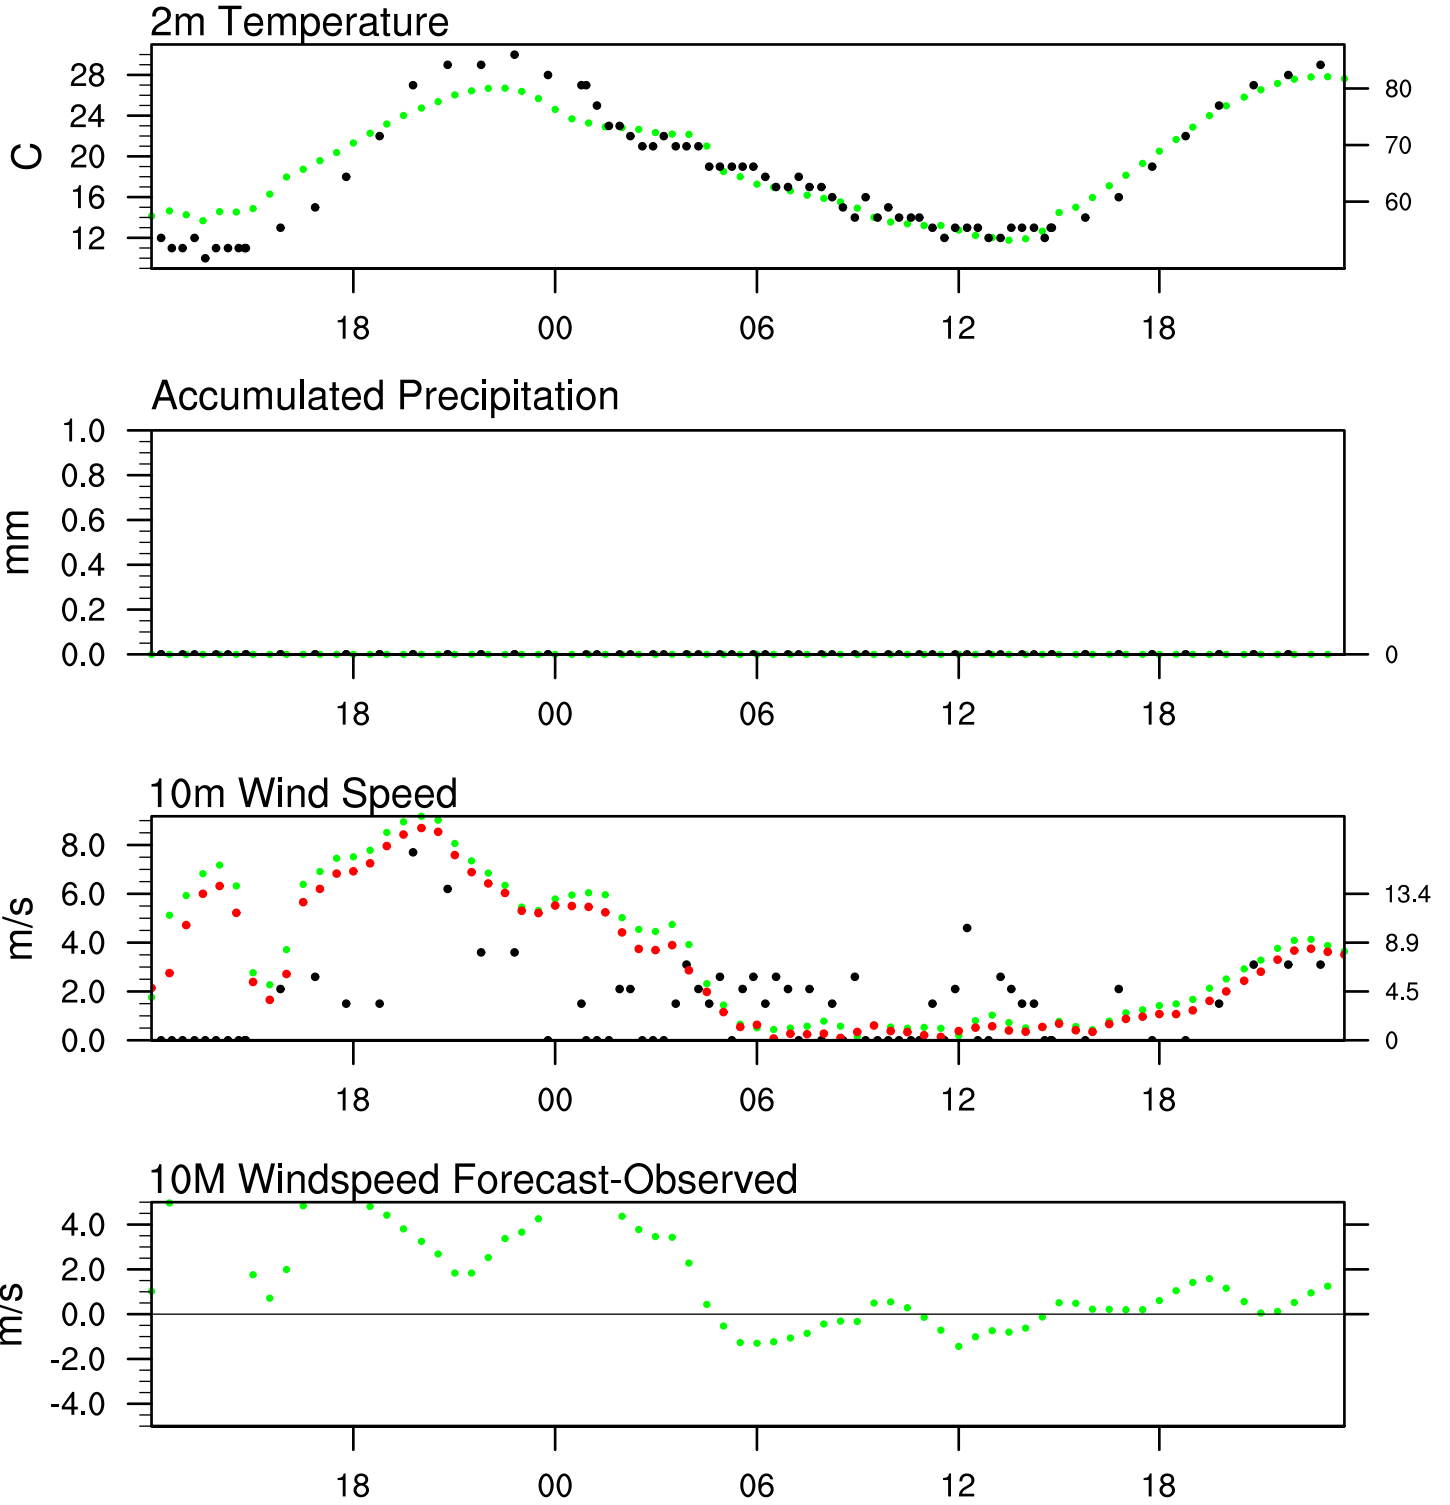 2m Temperature
28
24
20
16
12
C
80
70
60
18 00 06 12 18
Accumulated Precipitation
1.0
0.8
0.6
0.4
0.2
0.0
mm
0
18 00 06 12 18
10m Wind Speed
8.0
6.0
4.0
2.0
0.0
m/s
13.4
8.9
4.5
0
18 00 06 12 18
10M Windspeed Forecast-Observed
4.0
2.0
0.0
-2.0
-4.0
m/s
18 00 06 12 18